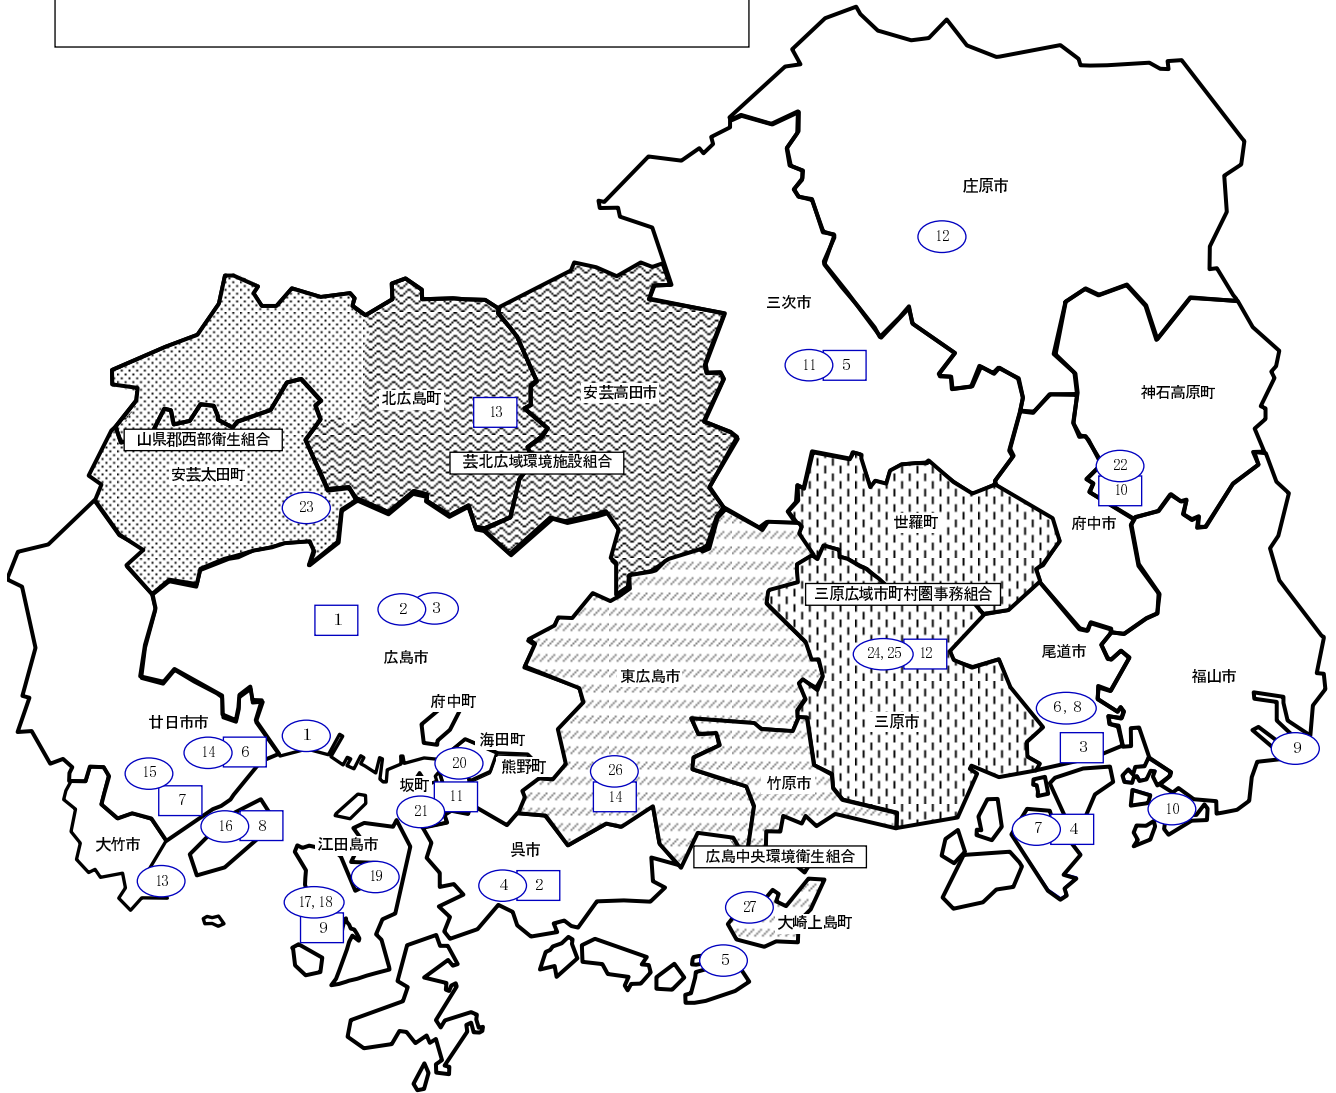 庄原市
12
三次市
11
5
神石高原町
北広島町
安芸高田市
13
山県郡西部衛生組合
芸北広域環境施設組合
安芸太田町
22
10
23
世羅町
府中市
三原広域市町村圏事務組合
1
2
3
広島市
24,25
12
尾道市
東広島市
福山市
府中町
6,8
三原市
廿日市市
1
海田町
3
9
14
6
20
熊野町
15
坂町
26
竹原市
7
11
14
21
10
16
8
7
4
大竹市
江田島市
呉市
広島中央環境衛生組合
13
19
4
2
17,18
27
大崎上島町
9
5